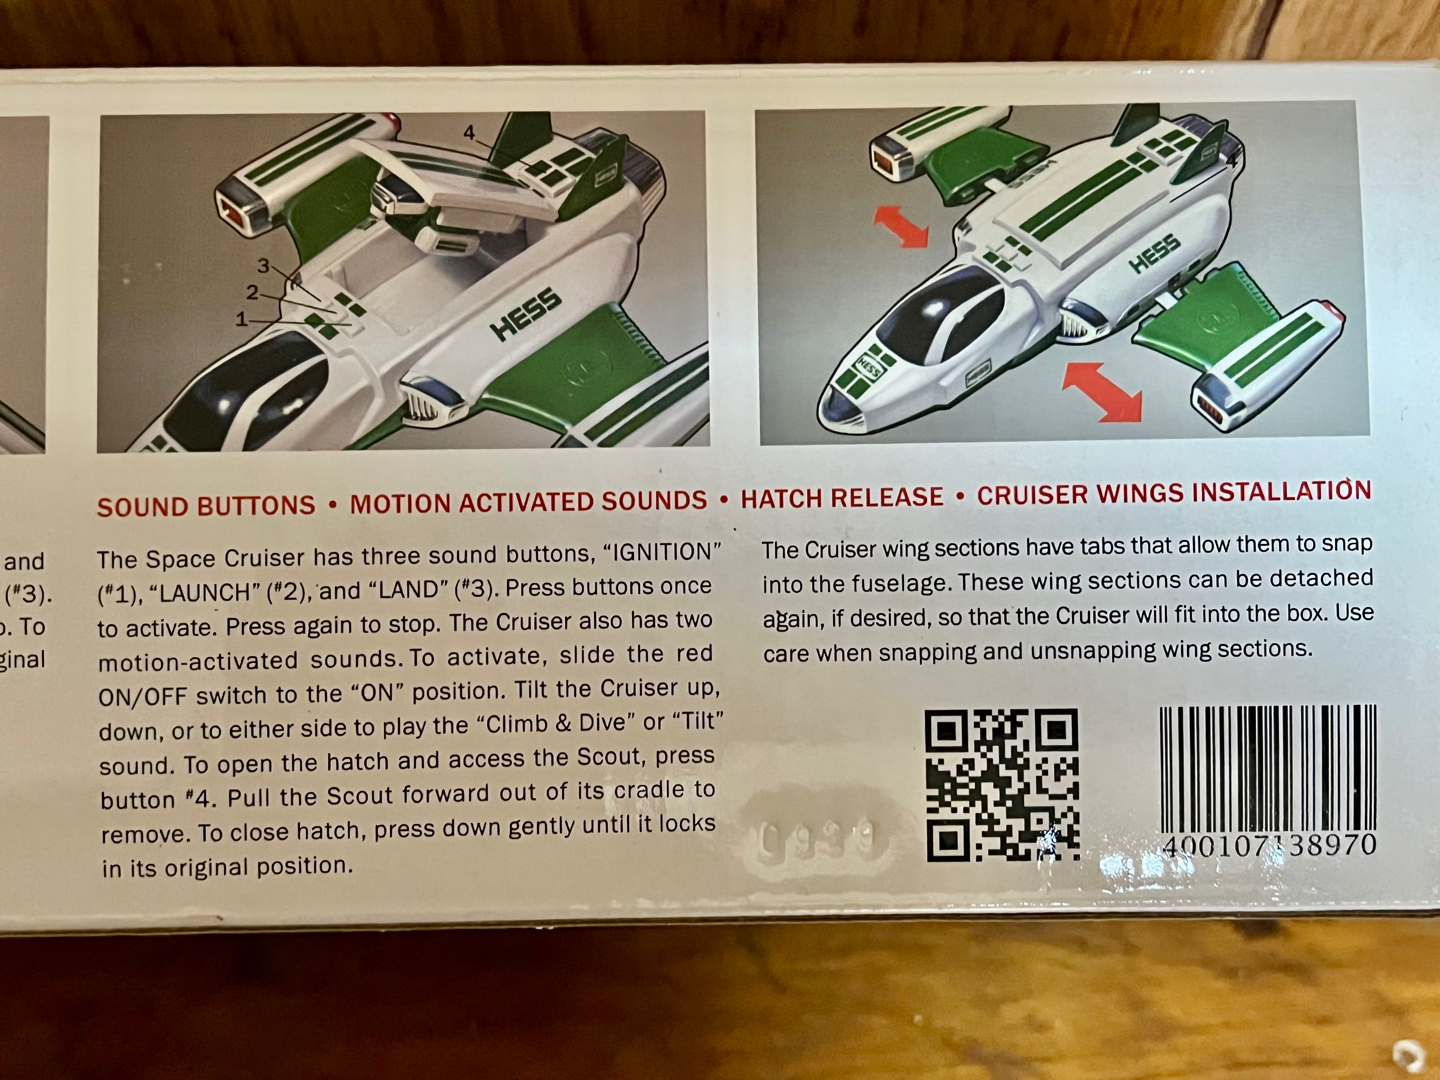 4
3
2
1
HESS
HESS
HESS
HESS
SOUND BUTTONS • MOTION ACTIVATED SOUNDS • HATCH RELEASE • CRUISER WINGS INSTALLATION
and
(#3).
o. To
ginal
The Space Cruiser has three sound buttons, “IGNITION”
(#1), “LAUNCH” (#2), and “LAND” (#3). Press buttons once
to activate. Press again to stop. The Cruiser also has two
motion-activated sounds. To activate, slide the red
ON/OFF switch to the “ON” position. Tilt the Cruiser up,
down, or to either side to play the “Climb & Dive” or “Tilt”
sound. To open the hatch and access the Scout, press
button #4. Pull the Scout forward out of its cradle to
remove. To close hatch, press down gently until it locks
in its original position.
The Cruiser wing sections have tabs that allow them to snap
into the fuselage. These wing sections can be detached
again, if desired, so that the Cruiser will fit into the box. Use
care when snapping and unsnapping wing sections.
400107138970